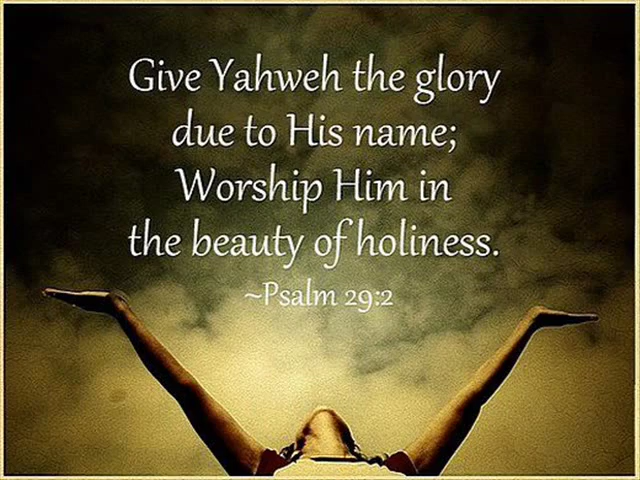 Give Yahweh the glory
due to His name;
Worship Him in
the beauty of holiness.
~Psalm 29:2